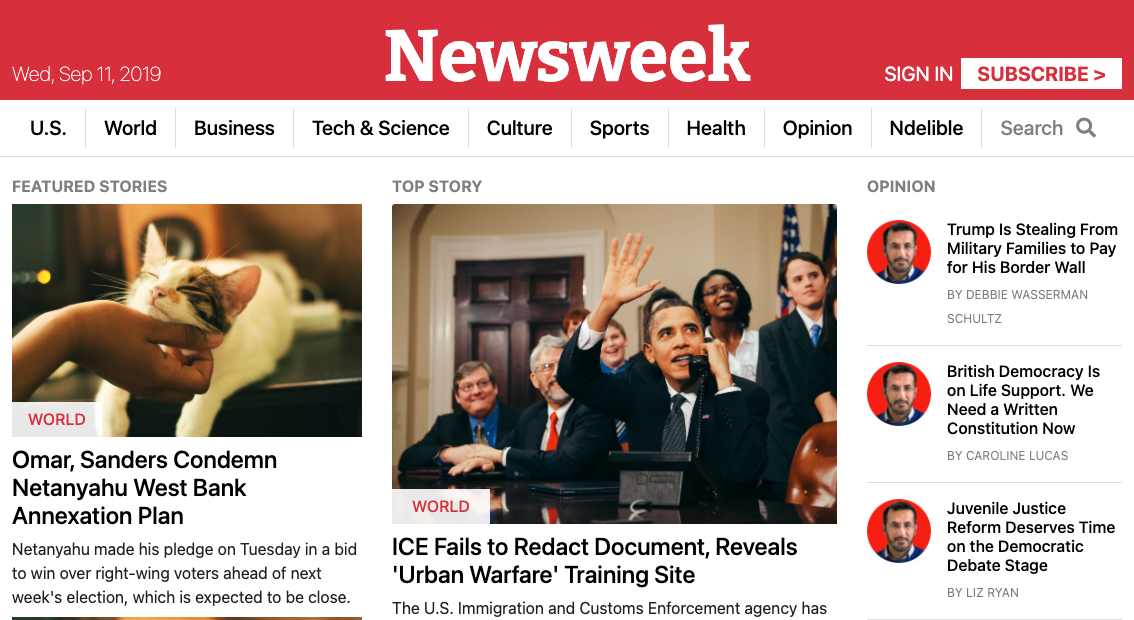 Newsweek
Wed, Sep 11, 2019
SIGN IN
SUBSCRIBE >
U.S.
World
Business
Tech & Science
Culture
Sports
Health
Opinion
Ndelible
Search
FEATURED STORIES
WORLD
Omar, Sanders Condemn
Netanyahu West Bank
Annexation Plan
Netanyahu made his pledge on Tuesday in a bid
to win over right-wing voters ahead of next
week's election, which is expected to be close.
TOP STORY
WORLD
ICE Fails to Redact Document, Reveals
'Urban Warfare' Training Site
The U.S. Immigration and Customs Enforcement agency has
OPINION
Trump Is Stealing From
Military Families to Pay
for His Border Wall
BY DEBBIE WASSERMAN
SCHULTZ
British Democracy Is
on Life Support. We
Need a Written
Constitution Now
BY CAROLINE LUCAS
Juvenile Justice
Reform Deserves Time
on the Democratic
Debate Stage
BY LIZ RYAN